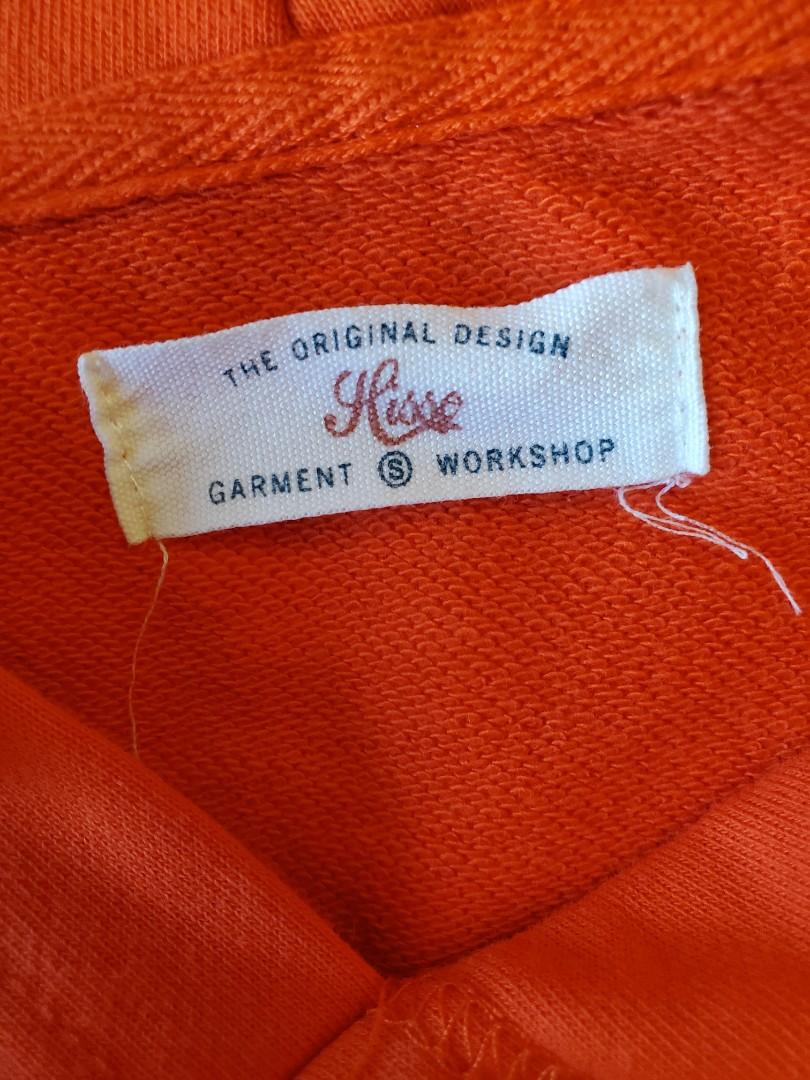 THE ORIGINAL DESIGN
Hisse
GARMENT Ⓢ WORKSHOP